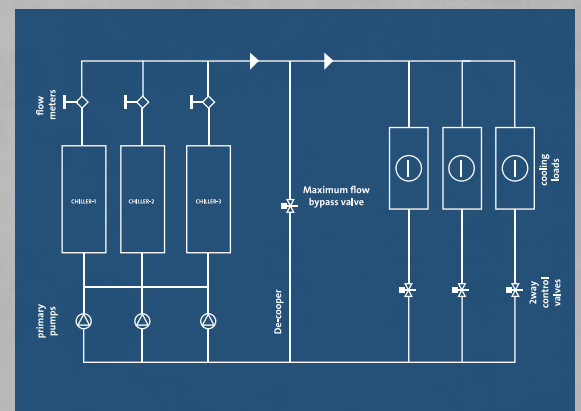 flow
meters
CHILLER-1
CHILLER-2
CHILLER-3
cooling
loads
Maximum flow
bypass valve
De-cooper
primary
pumps
2way
control
valves